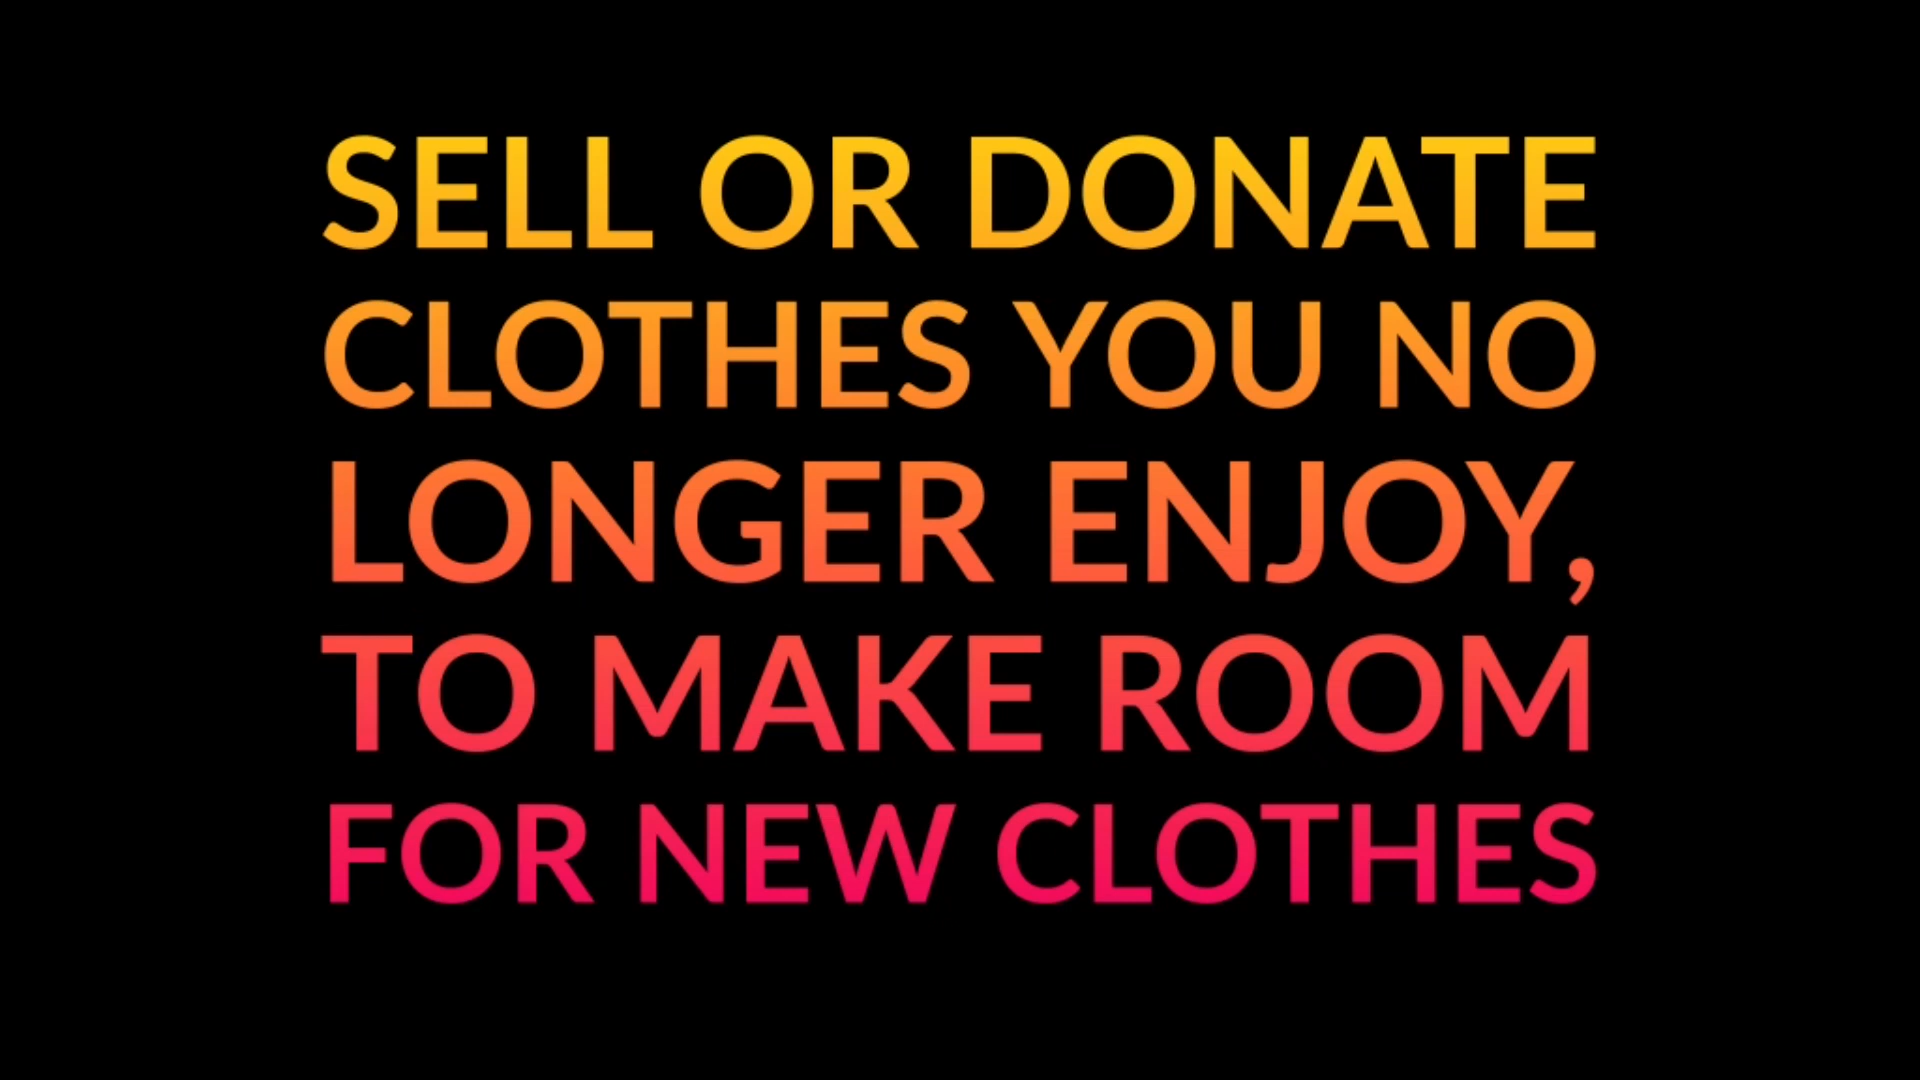 SELL OR DONATE
CLOTHES YOU NO
LONGER ENJOY,
TO MAKE ROOM
FOR NEW CLOTHES